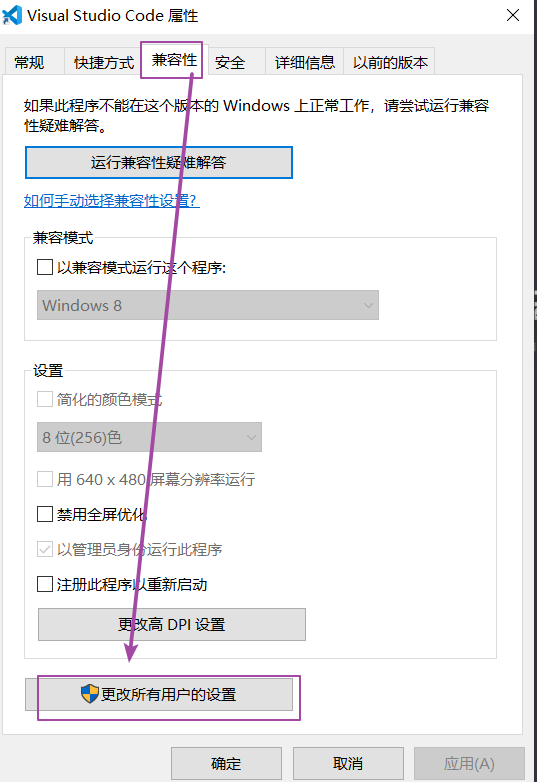 Visual Studio Code 属性
常规 快捷方式 兼容性 安全 详细信息 以前的版本
如果此程序不能在这个版本的 Windows 上正常工作，请尝试运行兼容
性疑难解答。
运行兼容性疑难解答
如何手动选择兼容性设置?
兼容模式
以兼容模式运行这个程序:
Windows 8
设置
简化的颜色模式
8 位(256)色
用 640 x 480 屏幕分辨率运行
禁用全屏优化
以管理员身份运行此程序
注册此程序以重新启动
更改高 DPI 设置
更改所有用户的设置
确定 取消 应用(A)